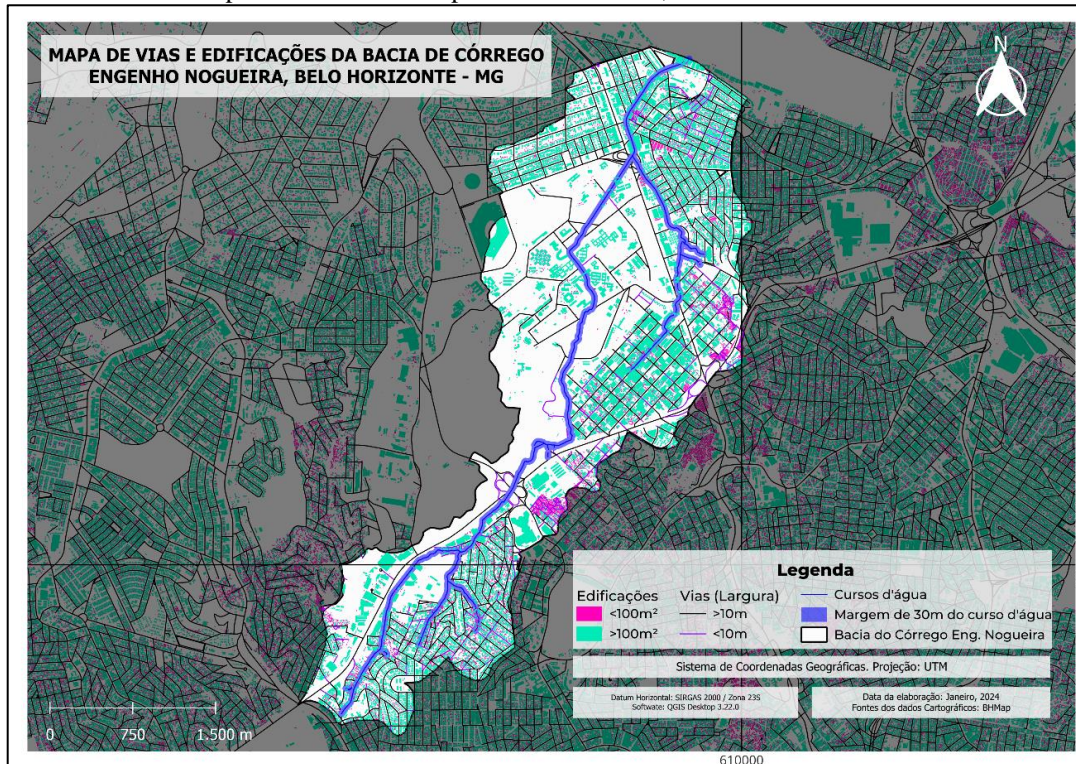 MAPA DE VIAS E EDIFICAÇÕES DA BACIA DE CÓRREGO
ENGENHO NOGUEIRA, BELO HORIZONTE - MG
N
Legenda
Edificações
<100m²
>100m²
Vias (Largura)
>10m
<10m
Cursos d'água
Margem de 30m do curso d'água
Bacia do Córrego Eng. Nogueira
Sistema de Coordenadas Geográficas. Projeção: UTM
Datum Horizontal: SIRGAS 2000 / Zona 23S
Softwate: QGIS Desktop 3.22.0
Data da elaboração: Janeiro, 2024
Fontes dos dados Cartográficos: BHMap
0 750 1.500 m
610000